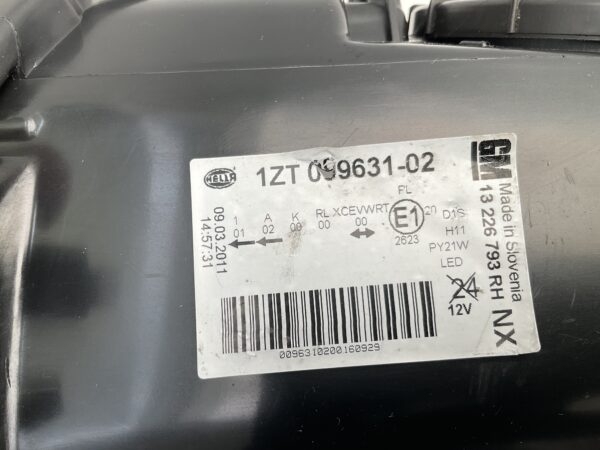 HELLA
1ZT 009631-02
GM
13 226 793 RH NX
Made in Slovenia
09.03.2011
14:57:31
1 A K RL XCEVWRT PL
01 02 00 00 00 E1 20
2623
D1S
H11
PY21W
LED
24
12V
0096310200160929